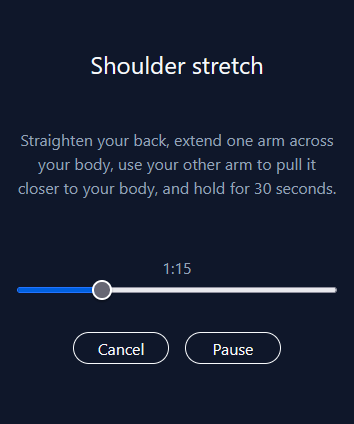 Shoulder stretch
Straighten your back, extend one arm across
your body, use your other arm to pull it
closer to your body, and hold for 30 seconds.
1:15
Cancel
Pause